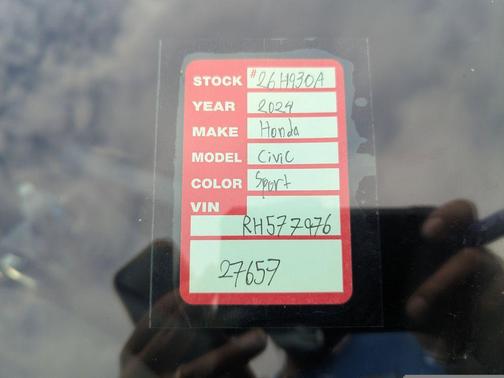 STOCK #26H930A
YEAR 2024
MAKE Honda
MODEL Civic
COLOR Sport
VIN
RH577976
27657